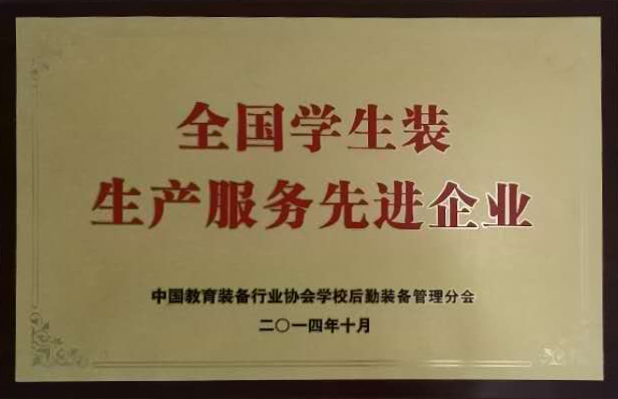 全国学生装
生产服务先进企业
中国教育装备行业协会学校后勤装备管理分会
二〇一四年十月